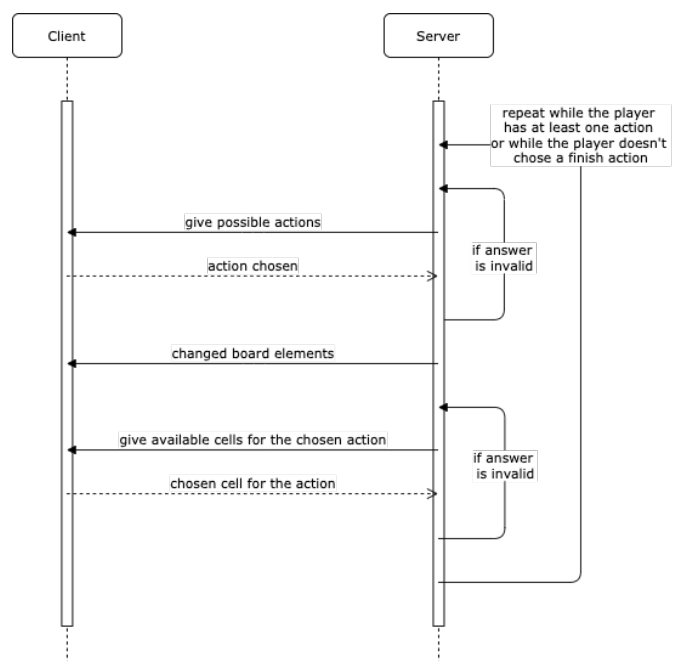 Client
Server
repeat while the player
has at least one action
or while the player doesn't
chose a finish action
give possible actions
if answer
is invalid
action chosen
changed board elements
give available cells for the chosen action
if answer
is invalid
chosen cell for the action